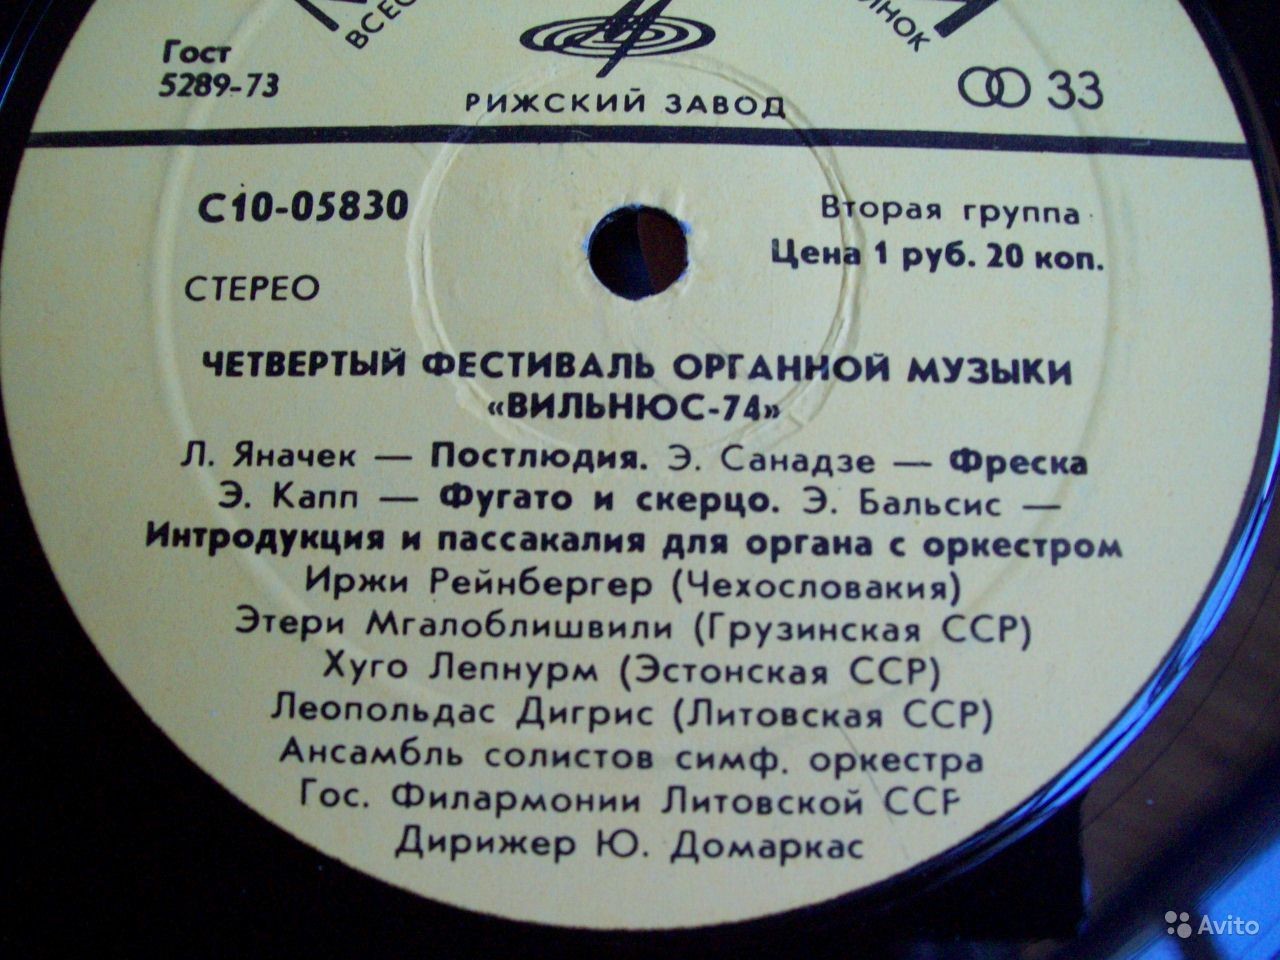 Гост
5289-73
РИЖСКИЙ ЗАВОД
33
С10-05830
Вторая группа
Цена 1 руб. 20 коп.
СТЕРЕО
ЧЕТВЕРТЫЙ ФЕСТИВАЛЬ ОРГАННОЙ МУЗЫКИ
«ВИЛЬНЮС-74»
Л. Яначек — Постлюдия. Э. Санадзе — Фреска
Э. Капп — Фугато и скерцо. Э. Бальсис —
Интродукция и пассакалия для органа с оркестром
Иржи Рейнбергер (Чехословакия)
Этери Мгалоблишвили (Грузинская ССР)
Хуго Лепнурм (Эстонская ССР)
Леопольдас Дигрис (Литовская ССР)
Ансамбль солистов симф. оркестра
Гос. Филармонии Литовской ССР
Дирижер Ю. Домаркас
Avito